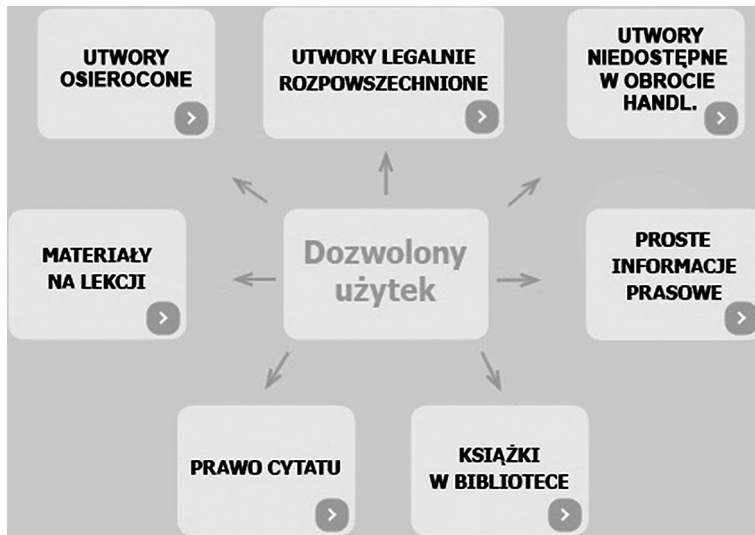 UTWORY
OSIEROCONE
UTWORY LEGALNIE
ROZPOWSZECHNIONE
UTWORY
NIEDOSTĘPNE
W OBROCIE
HANDL.
MATERIAŁY
NA LEKCJI
Dozwolony
użytek
PROSTE
INFORMACJE
PRASOWE
PRAWO CYTATU
KSIĄŻKI
W BIBLIOTECE